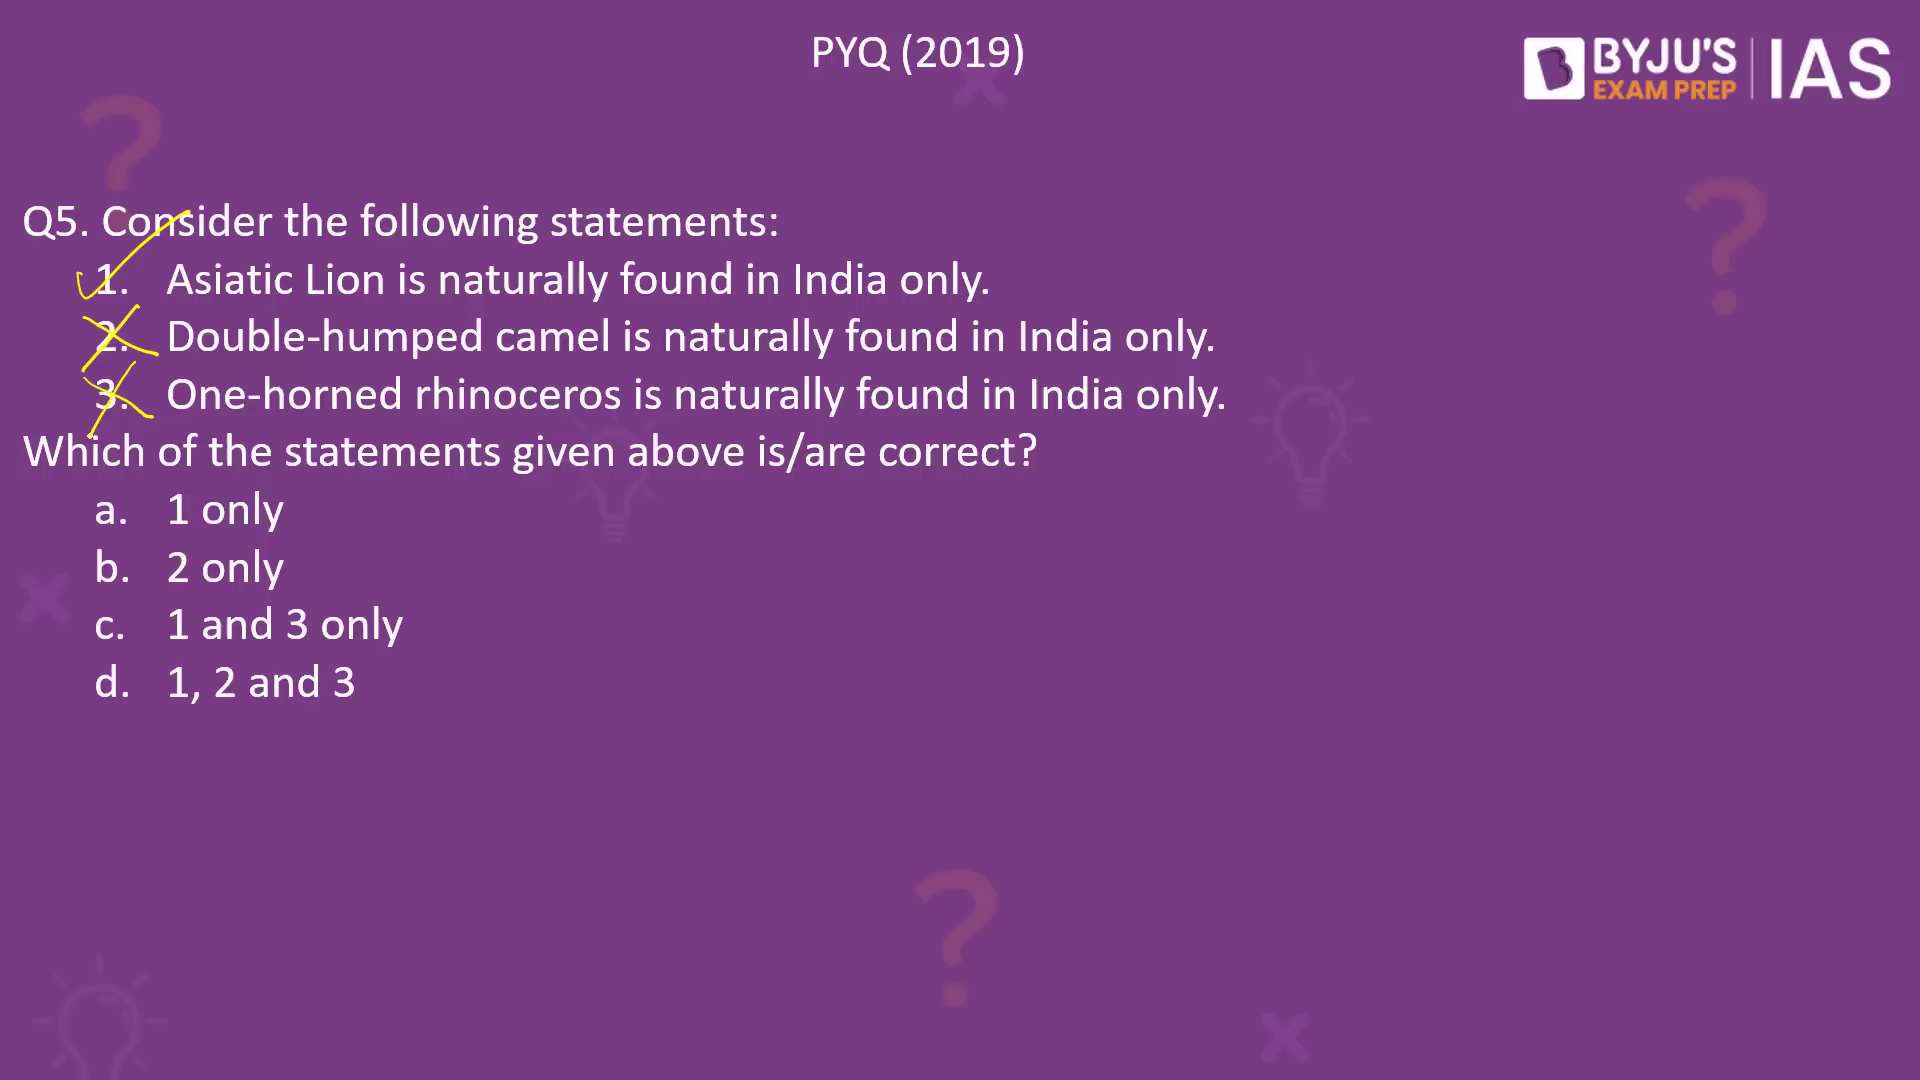 PYQ (2019)
BYJU'S
EXAM PREP
IAS
Q5. Consider the following statements:
1. Asiatic Lion is naturally found in India only.
2. Double-humped camel is naturally found in India only.
3. One-horned rhinoceros is naturally found in India only.
Which of the statements given above is/are correct?
a. 1 only
b. 2 only
c. 1 and 3 only
d. 1, 2 and 3